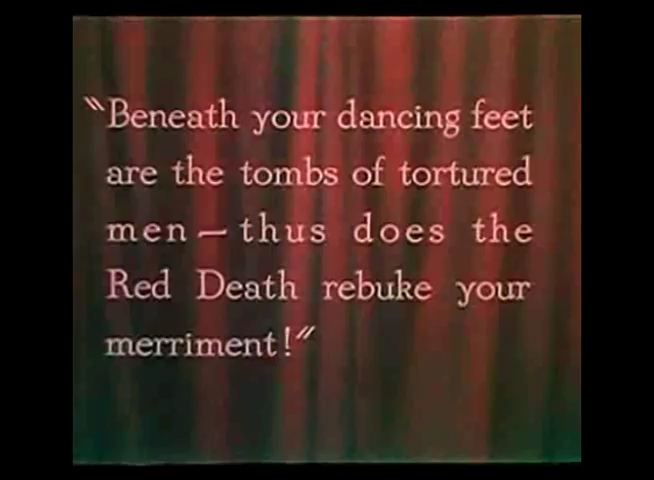 "Beneath your dancing feet
are the tombs of tortured
men — thus does the
Red Death rebuke your
merriment!"